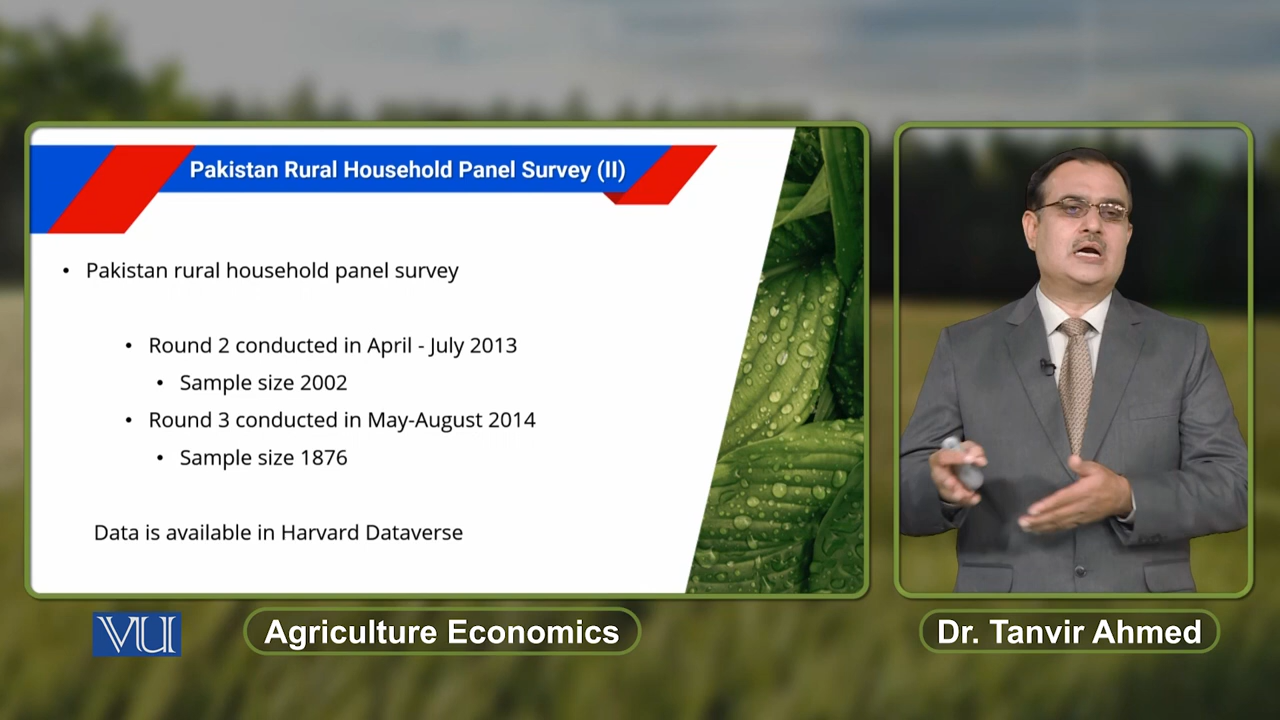 Pakistan Rural Household Panel Survey (II)
• Pakistan rural household panel survey
• Round 2 conducted in April - July 2013
• Sample size 2002
• Round 3 conducted in May-August 2014
• Sample size 1876
Data is available in Harvard Dataverse
VU
Agriculture Economics
Dr. Tanvir Ahmed